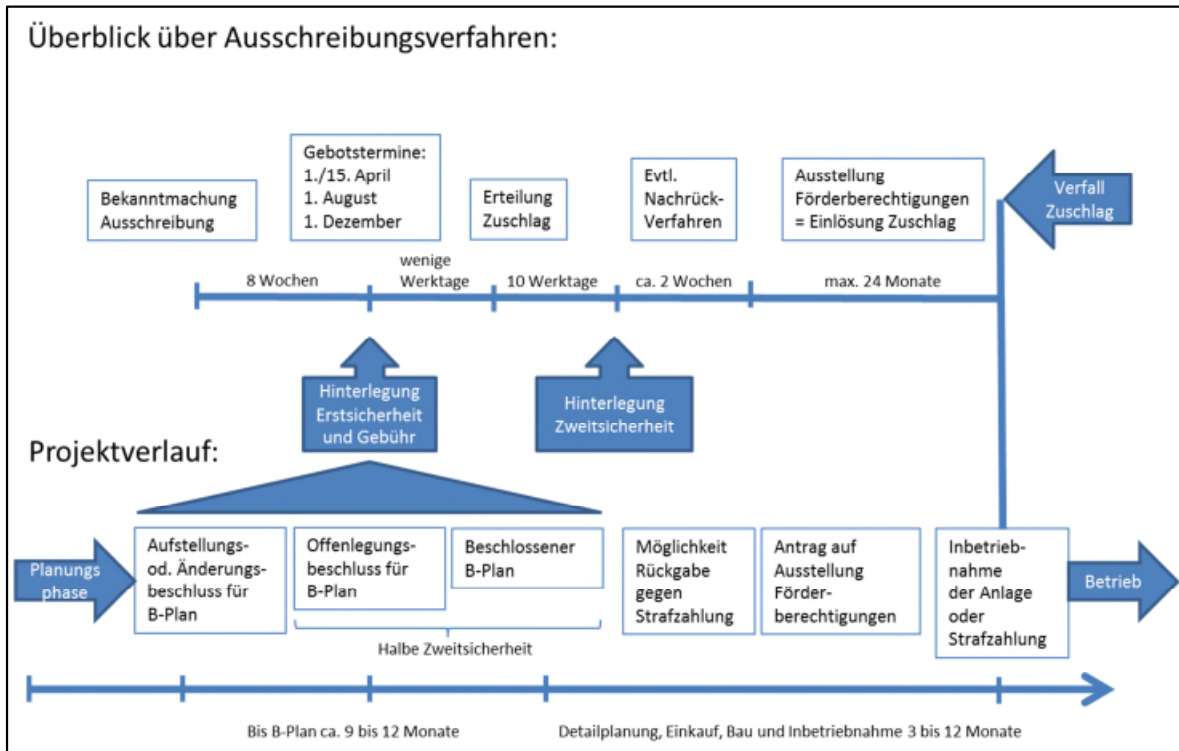 Überblick über Ausschreibungsverfahren:
Bekanntmachung
Ausschreibung
Gebotstermine:
1./15. April
1. August
1. Dezember
Erteilung
Zuschlag
Evtl.
Nachrück-
Verfahren
Ausstellung
Förderberechtigungen
= Einlösung Zuschlag
Verfall
Zuschlag
8 Wochen
wenige
Werktage
10 Werktage
ca. 2 Wochen
max. 24 Monate
Hinterlegung
Erstsicherheit
und Gebühr
Hinterlegung
Zweitsicherheit
Projektverlauf:
Planungs
phase
Aufstellungs-
od. Änderungs-
beschluss für
B-Plan
Offenlegungs-
beschluss für
B-Plan
Beschlossener
B-Plan
Möglichkeit
Rückgabe
gegen
Strafzahlung
Antrag auf
Ausstellung
Förder-
berechtigungen
Inbetrieb-
nahme
der Anlage
oder
Strafzahlung
Betrieb
Halbe Zweitsicherheit
Bis B-Plan ca. 9 bis 12 Monate
Detailplanung, Einkauf, Bau und Inbetriebnahme 3 bis 12 Monate